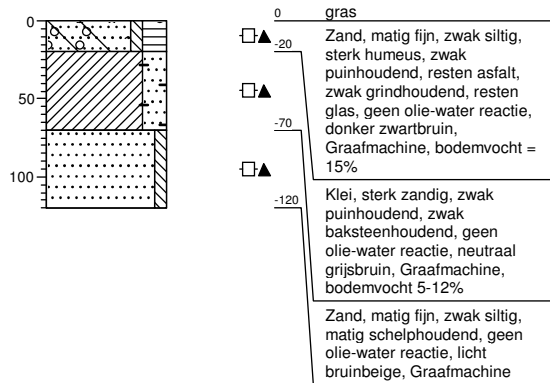 0
50
100
0
-20
-70
-120
gras
Zand, matig fijn, zwak siltig,
sterk humeus, zwak
puinhoudend, resten asfalt,
zwak grindhoudend, resten
glas, geen olie-water reactie,
donker zwartbruin,
Graafmachine, bodemvocht =
15%
Klei, sterk zandig, zwak
puinhoudend, zwak
baksteenhoudend, geen
olie-water reactie, neutraal
grijsbruin, Graafmachine,
bodemvocht 5-12%
Zand, matig fijn, zwak siltig,
matig schelphoudend, geen
olie-water reactie, licht
bruinbeige, Graafmachine